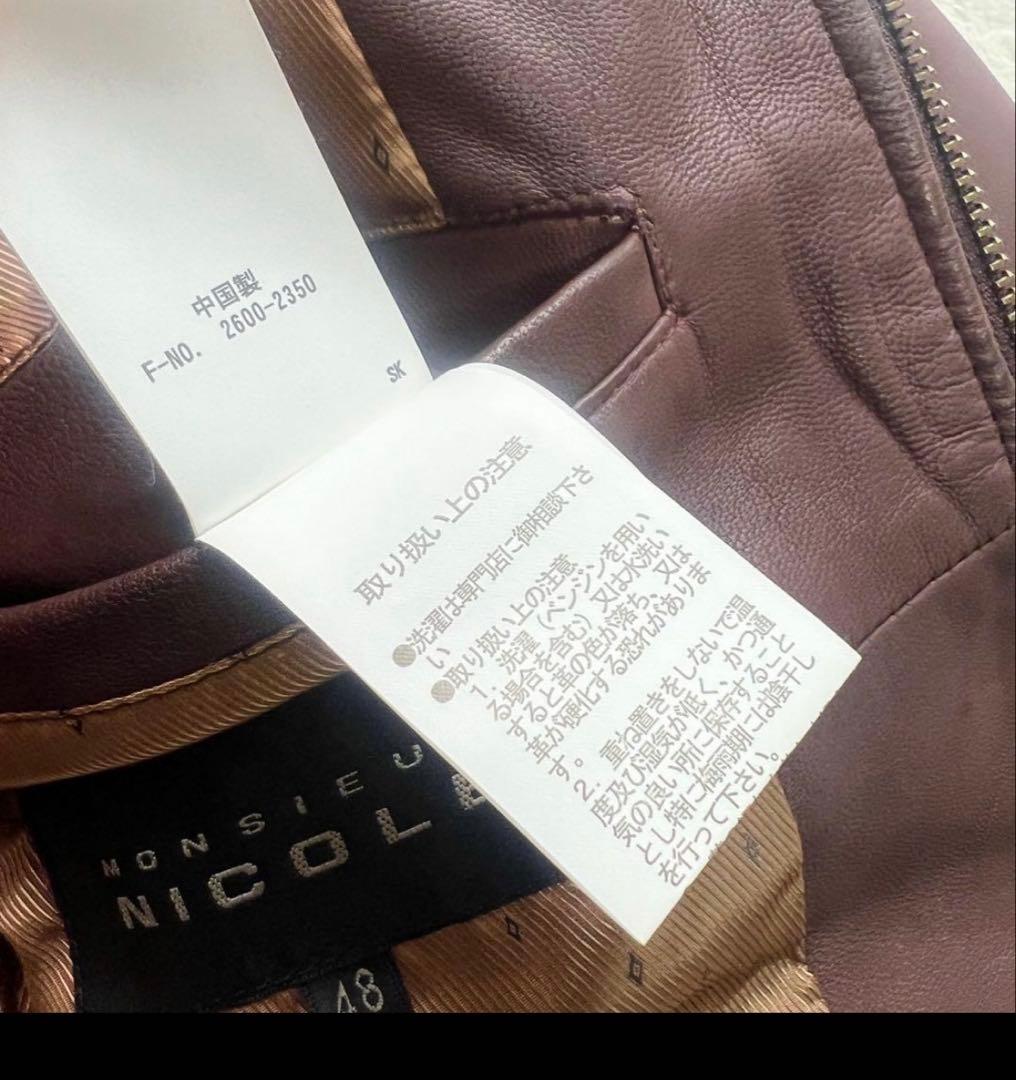 中国製
F-NO. 2600-2350
SK
取り扱い上の注意
●洗濯は専門店に御相談下さ
い
●取り扱い上の注意
1. 洗濯(ベンジンを用い
る場合を含む)又は水洗い
すると革の色が落ち、又は
革が硬化する恐れがありま
す。
2. 重ね置きをしないで温
度及び湿気が低く、かつ通
気の良い所に保存すること
とし特に梅雨期には陰干し
を行って下さい。
MONSIEU
NICOL
48